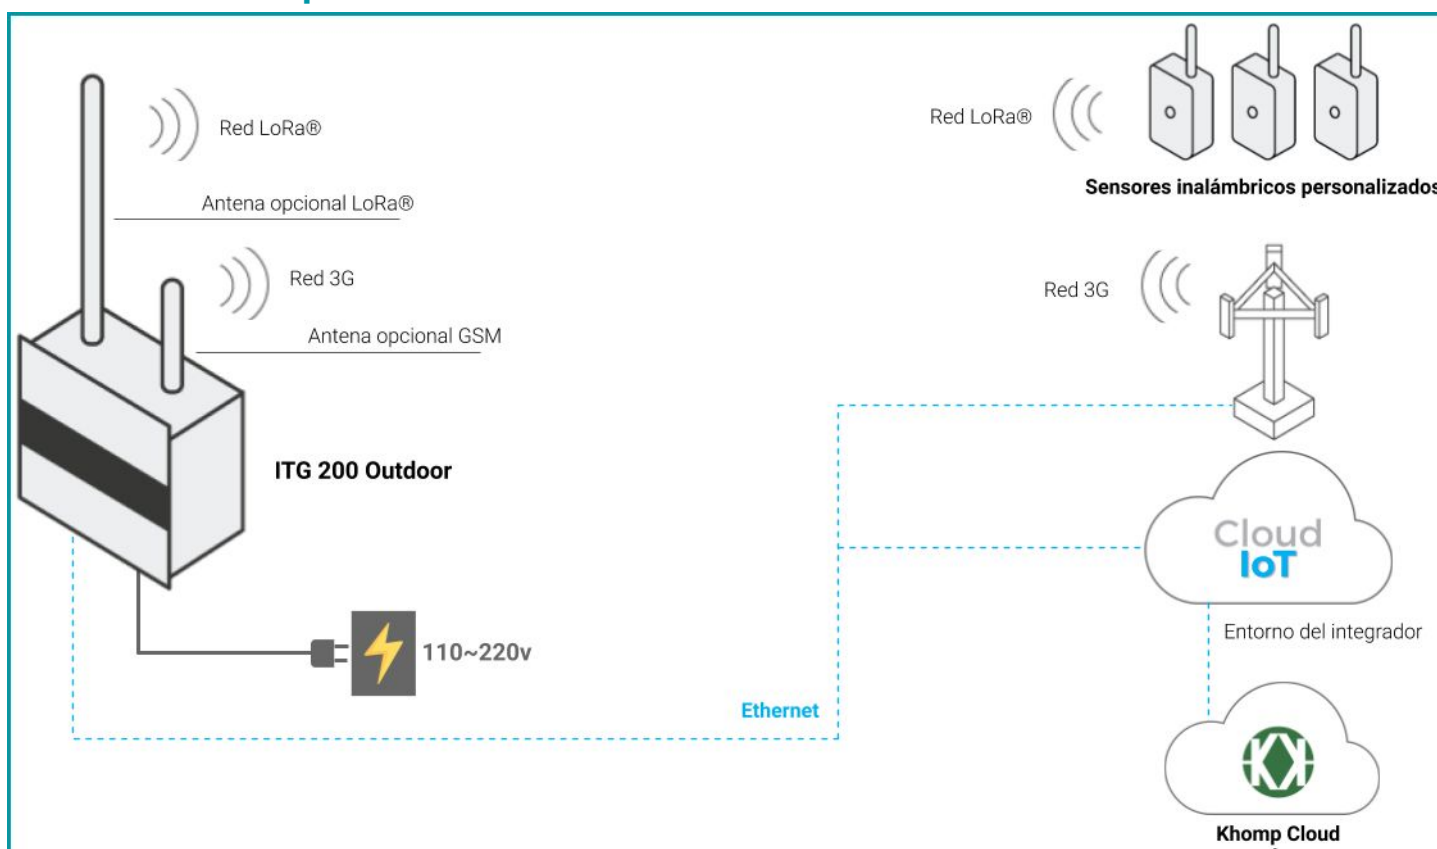 Red LoRa®
Red LoRa®
Sensores inalámbricos personalizados
Antena opcional LoRa®
Red 3G
Red 3G
Antena opcional GSM
ITG 200 Outdoor
Cloud
IoT
Entorno del integrador
110~220v
Ethernet
Khomp Cloud